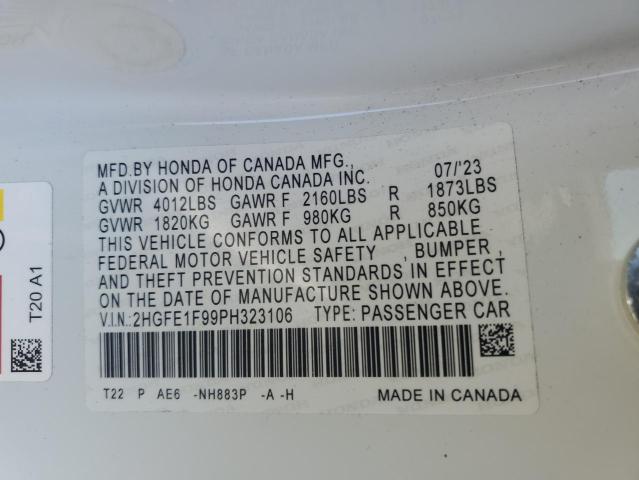 MFD. BY HONDA OF CANADA MFG., 07/'23
A DIVISION OF HONDA CANADA INC.
GVWR 4012LBS GAWR F 2160LBS R 1873LBS
GVWR 1820KG GAWR F 980KG R 850KG
THIS VEHICLE CONFORMS TO ALL APPLICABLE
FEDERAL MOTOR VEHICLE SAFETY , BUMPER ,
AND THEFT PREVENTION STANDARDS IN EFFECT
ON THE DATE OF MANUFACTURE SHOWN ABOVE.
V.I.N.: 2HGFE1F99PH323106 TYPE: PASSENGER CAR
T22 P AE6 -NH883P -A -H MADE IN CANADA
T20 A1